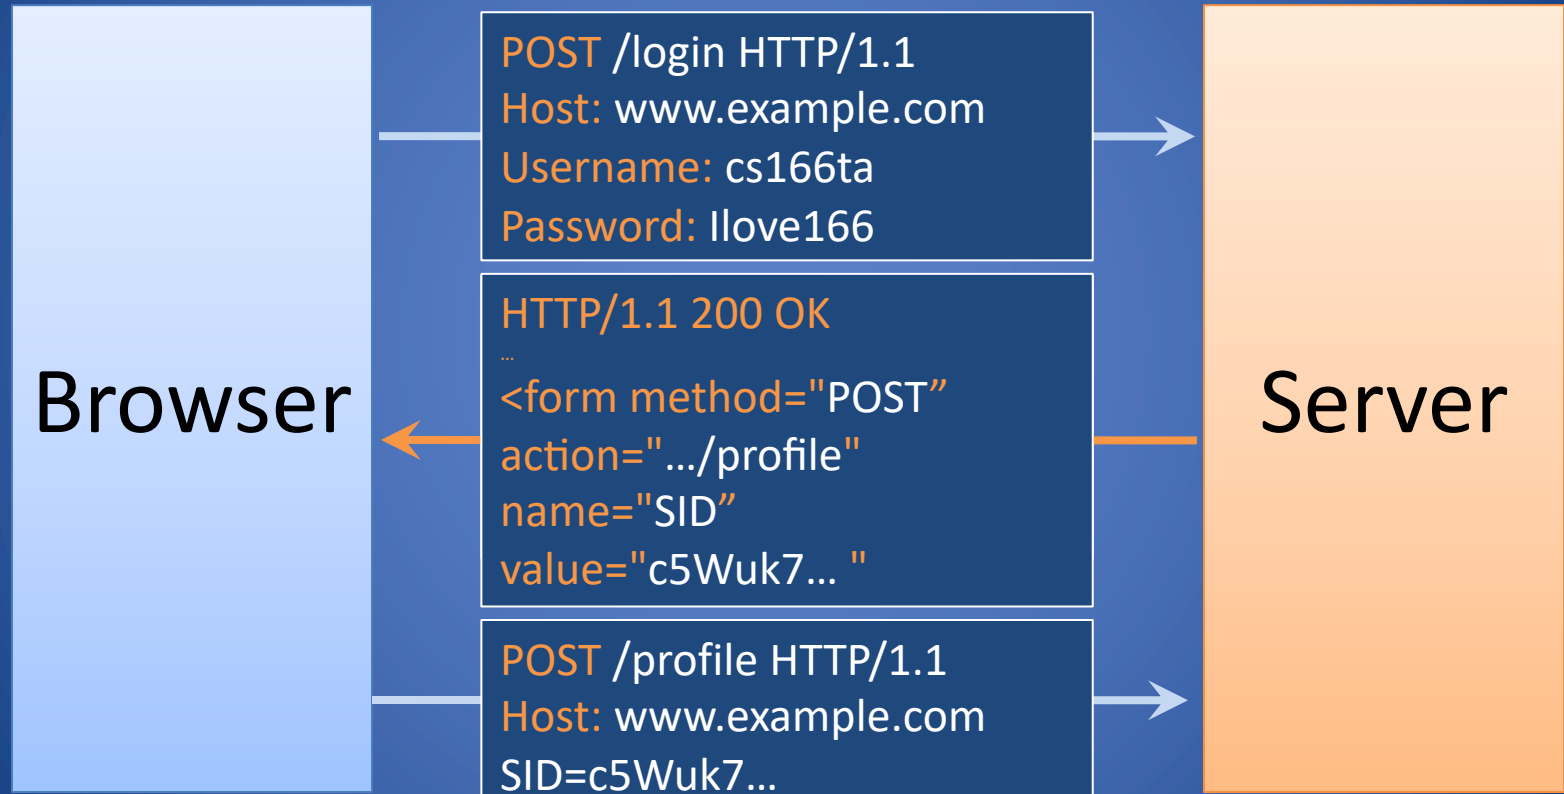 Browser
POST /login HTTP/1.1
Host: www.example.com
Username: cs166ta
Password: Ilove166
HTTP/1.1 200 OK
…
<form method="POST”
action="…/profile"
name="SID”
value="c5Wuk7… "
POST /profile HTTP/1.1
Host: www.example.com
SID=c5Wuk7…
Server